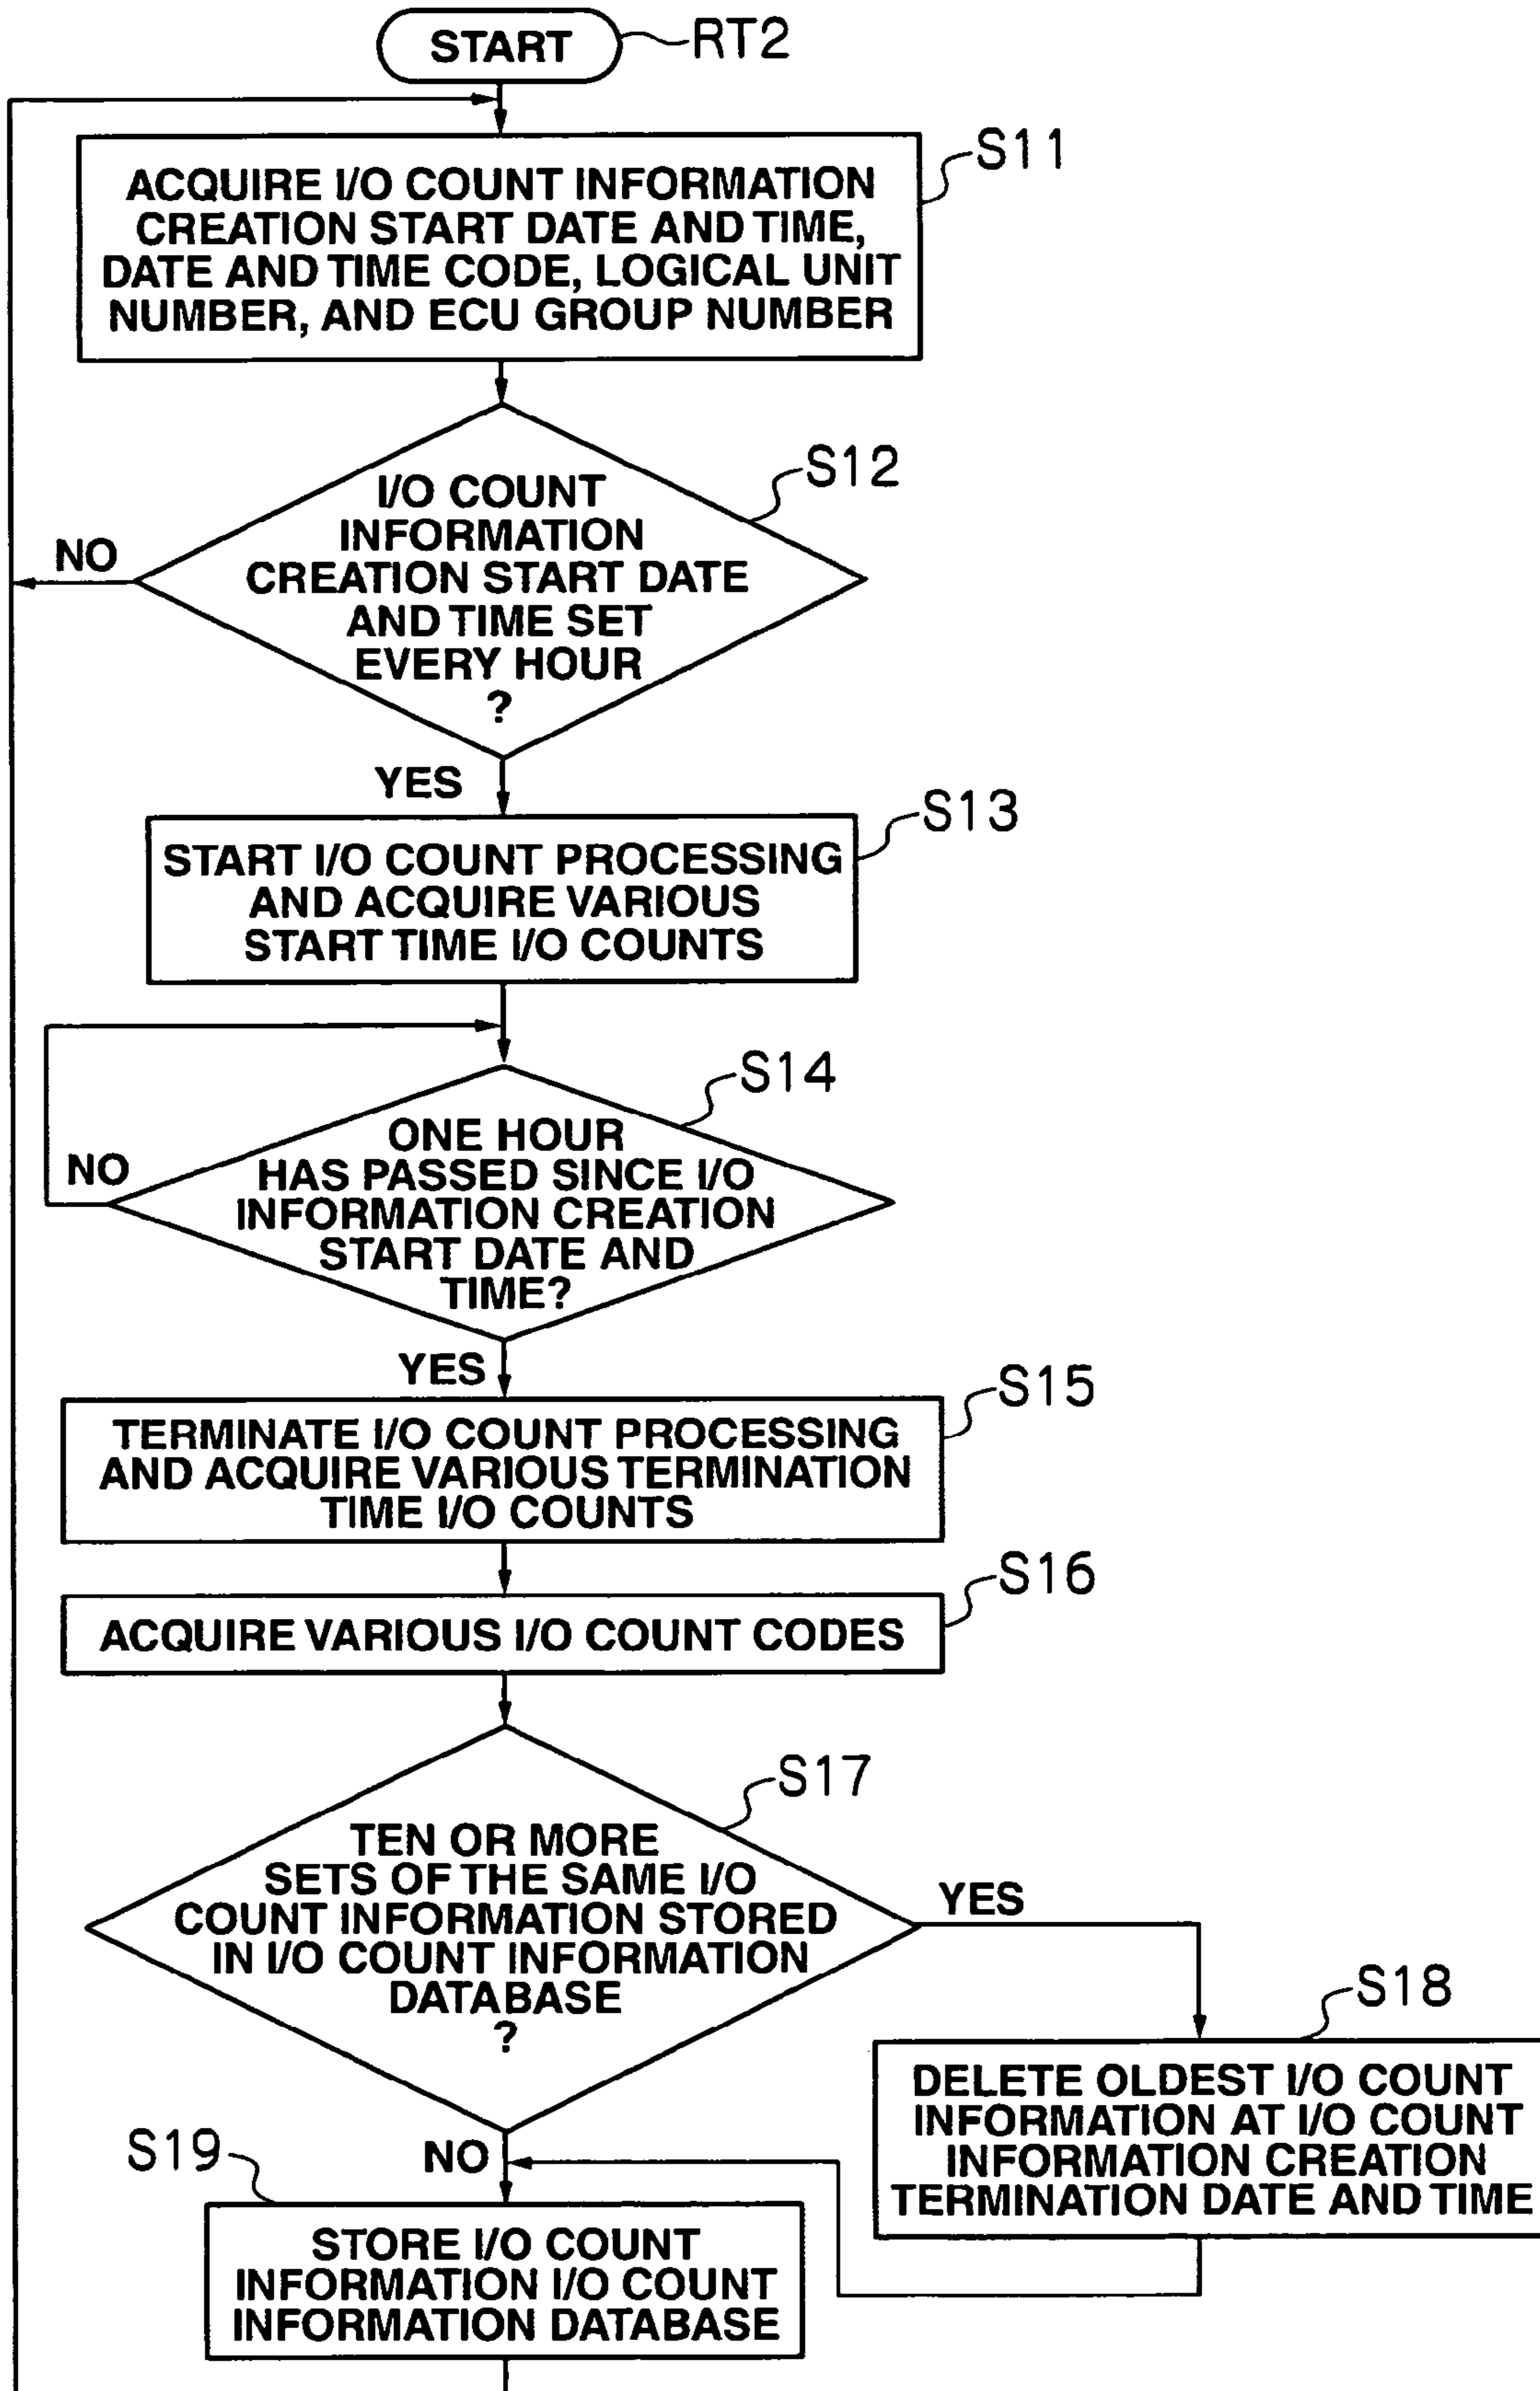 START
RT2
S11
ACQUIRE I/O COUNT INFORMATION
CREATION START DATE AND TIME,
DATE AND TIME CODE, LOGICAL UNIT
NUMBER, AND ECU GROUP NUMBER
S12
I/O COUNT
INFORMATION
CREATION START DATE
AND TIME SET
EVERY HOUR
?
NO
YES
S13
START I/O COUNT PROCESSING
AND ACQUIRE VARIOUS
START TIME I/O COUNTS
S14
ONE HOUR
HAS PASSED SINCE I/O
INFORMATION CREATION
START DATE AND
TIME?
NO
YES
S15
TERMINATE I/O COUNT PROCESSING
AND ACQUIRE VARIOUS TERMINATION
TIME I/O COUNTS
S16
ACQUIRE VARIOUS I/O COUNT CODES
S17
TEN OR MORE
SETS OF THE SAME I/O
COUNT INFORMATION STORED
IN I/O COUNT INFORMATION
DATABASE
?
YES
S18
DELETE OLDEST I/O COUNT
INFORMATION AT I/O COUNT
INFORMATION CREATION
TERMINATION DATE AND TIME
NO
S19
STORE I/O COUNT
INFORMATION I/O COUNT
INFORMATION DATABASE